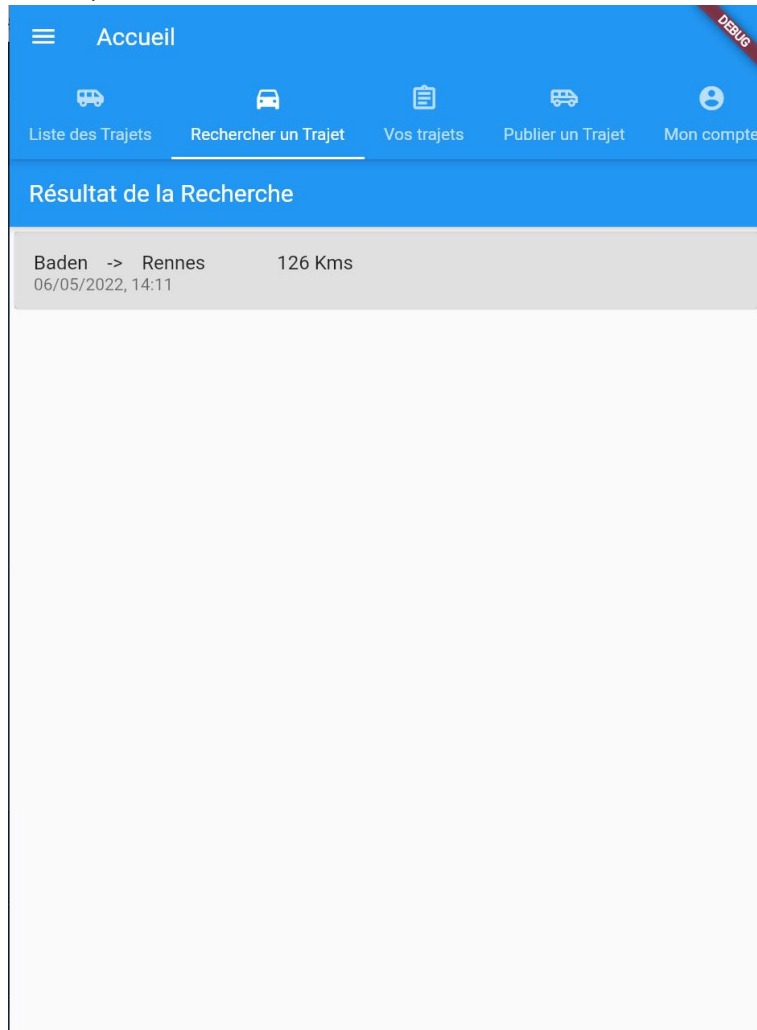 Accueil
DEBUG
Liste des Trajets Rechercher un Trajet Vos trajets Publier un Trajet Mon compte
Résultat de la Recherche
Baden -> Rennes 126 Kms
06/05/2022, 14:11